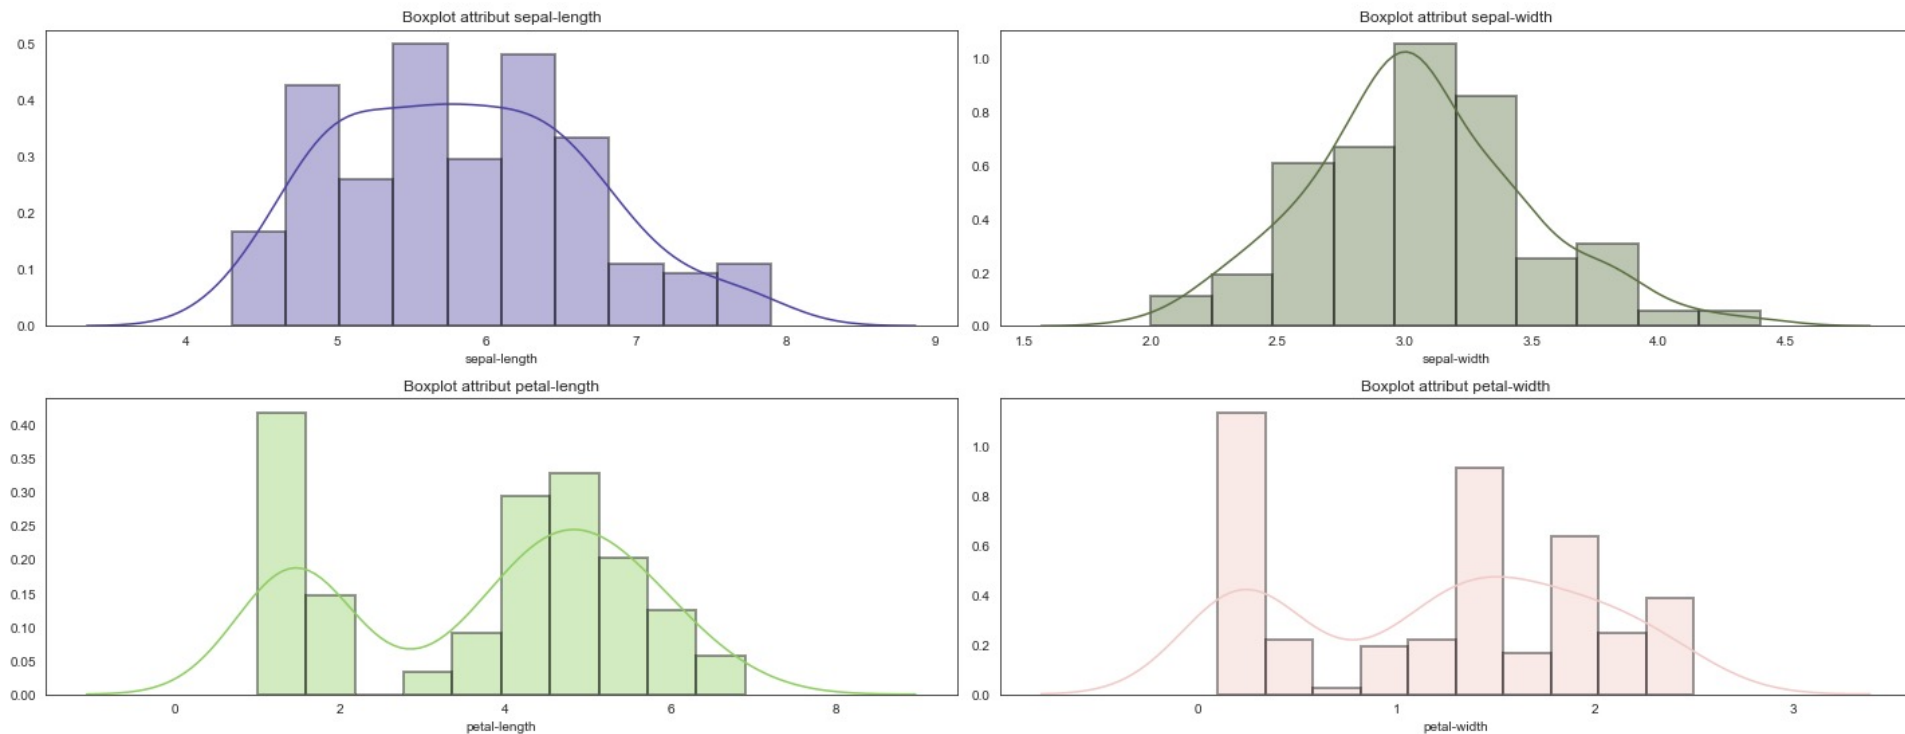 Boxplot attribut sepal-length
0.5
0.4
0.3
0.2
0.1
0.0
4 5 6 7 8 9
sepal-length
Boxplot attribut sepal-width
1.0
0.8
0.6
0.4
0.2
0.0
1.5 2.0 2.5 3.0 3.5 4.0 4.5
sepal-width
Boxplot attribut petal-length
0.40
0.35
0.30
0.25
0.20
0.15
0.10
0.05
0.00
0 2 4 6 8
petal-length
Boxplot attribut petal-width
1.0
0.8
0.6
0.4
0.2
0.0
0 1 2 3
petal-width